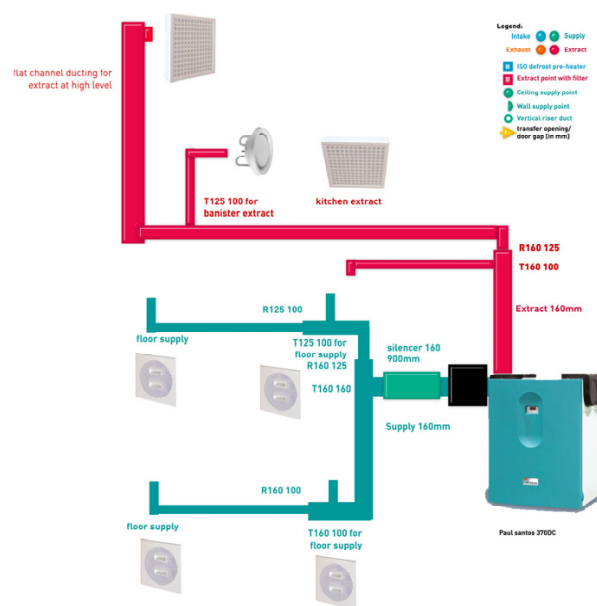 Legend:
Intake
Supply
Exhaust
Extract
ISO defrost pre-heater
Extract point with filter
Ceiling supply point
Wall supply point
Vertical riser duct
transfer opening/
door gap [in mm]
flat channel ducting for
extract at high level
T125 100 for
banister extract
kitchen extract
R160 125
T160 100
Extract 160mm
R125 100
floor supply
T125 100 for
floor supply
R160 125
T160 160
silencer 160
900mm
Supply 160mm
R160 100
floor supply
T160 100 for
floor supply
Paul santos 370DC